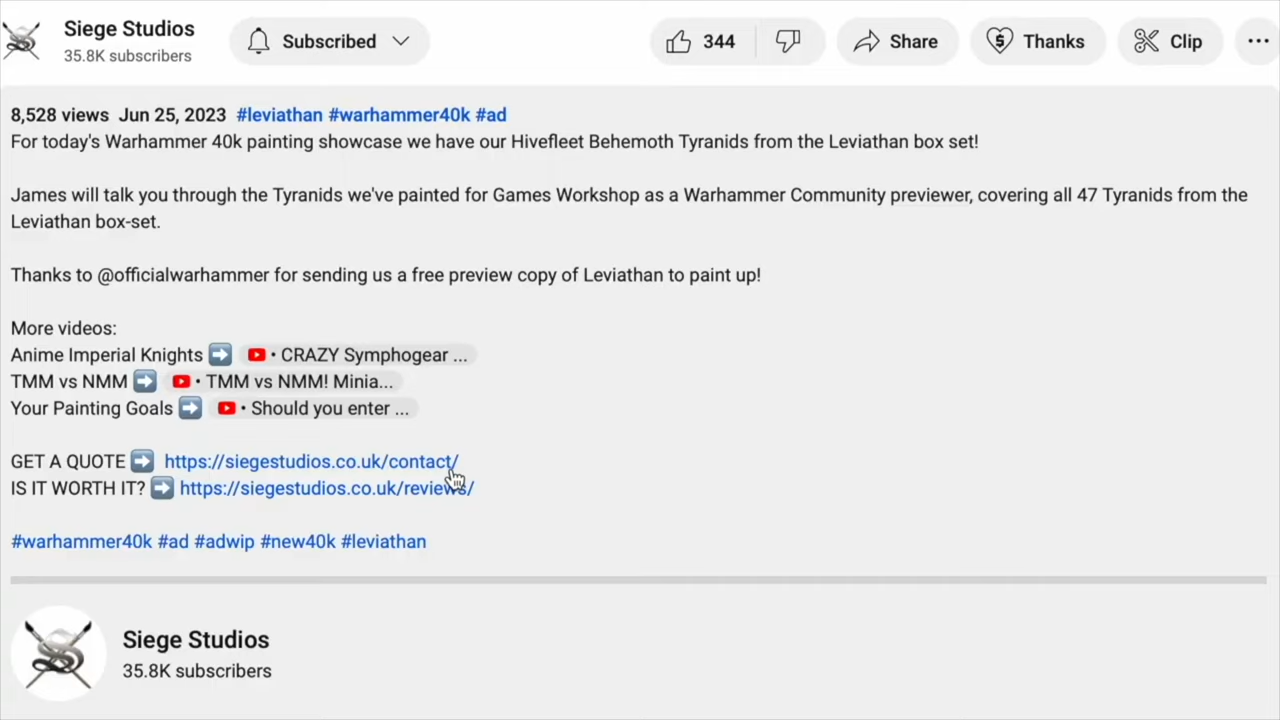 Siege Studios
35.8K subscribers
Subscribed
344
Share
Thanks
Clip
8,528 views Jun 25, 2023 #leviathan #warhammer40k #ad
For today's Warhammer 40k painting showcase we have our Hivefleet Behemoth Tyranids from the Leviathan box set!
James will talk you through the Tyranids we've painted for Games Workshop as a Warhammer Community previewer, covering all 47 Tyranids from the
Leviathan box-set.
Thanks to @officialwarhammer for sending us a free preview copy of Leviathan to paint up!
More videos:
Anime Imperial Knights ➡️ • CRAZY Symphogear ...
TMM vs NMM ➡️ • TMM vs NMM! Minia...
Your Painting Goals ➡️ • Should you enter ...
GET A QUOTE ➡️ https://siegestudios.co.uk/contact/
IS IT WORTH IT? ➡️ https://siegestudios.co.uk/reviews/
#warhammer40k #ad #adwip #new40k #leviathan
Siege Studios
35.8K subscribers